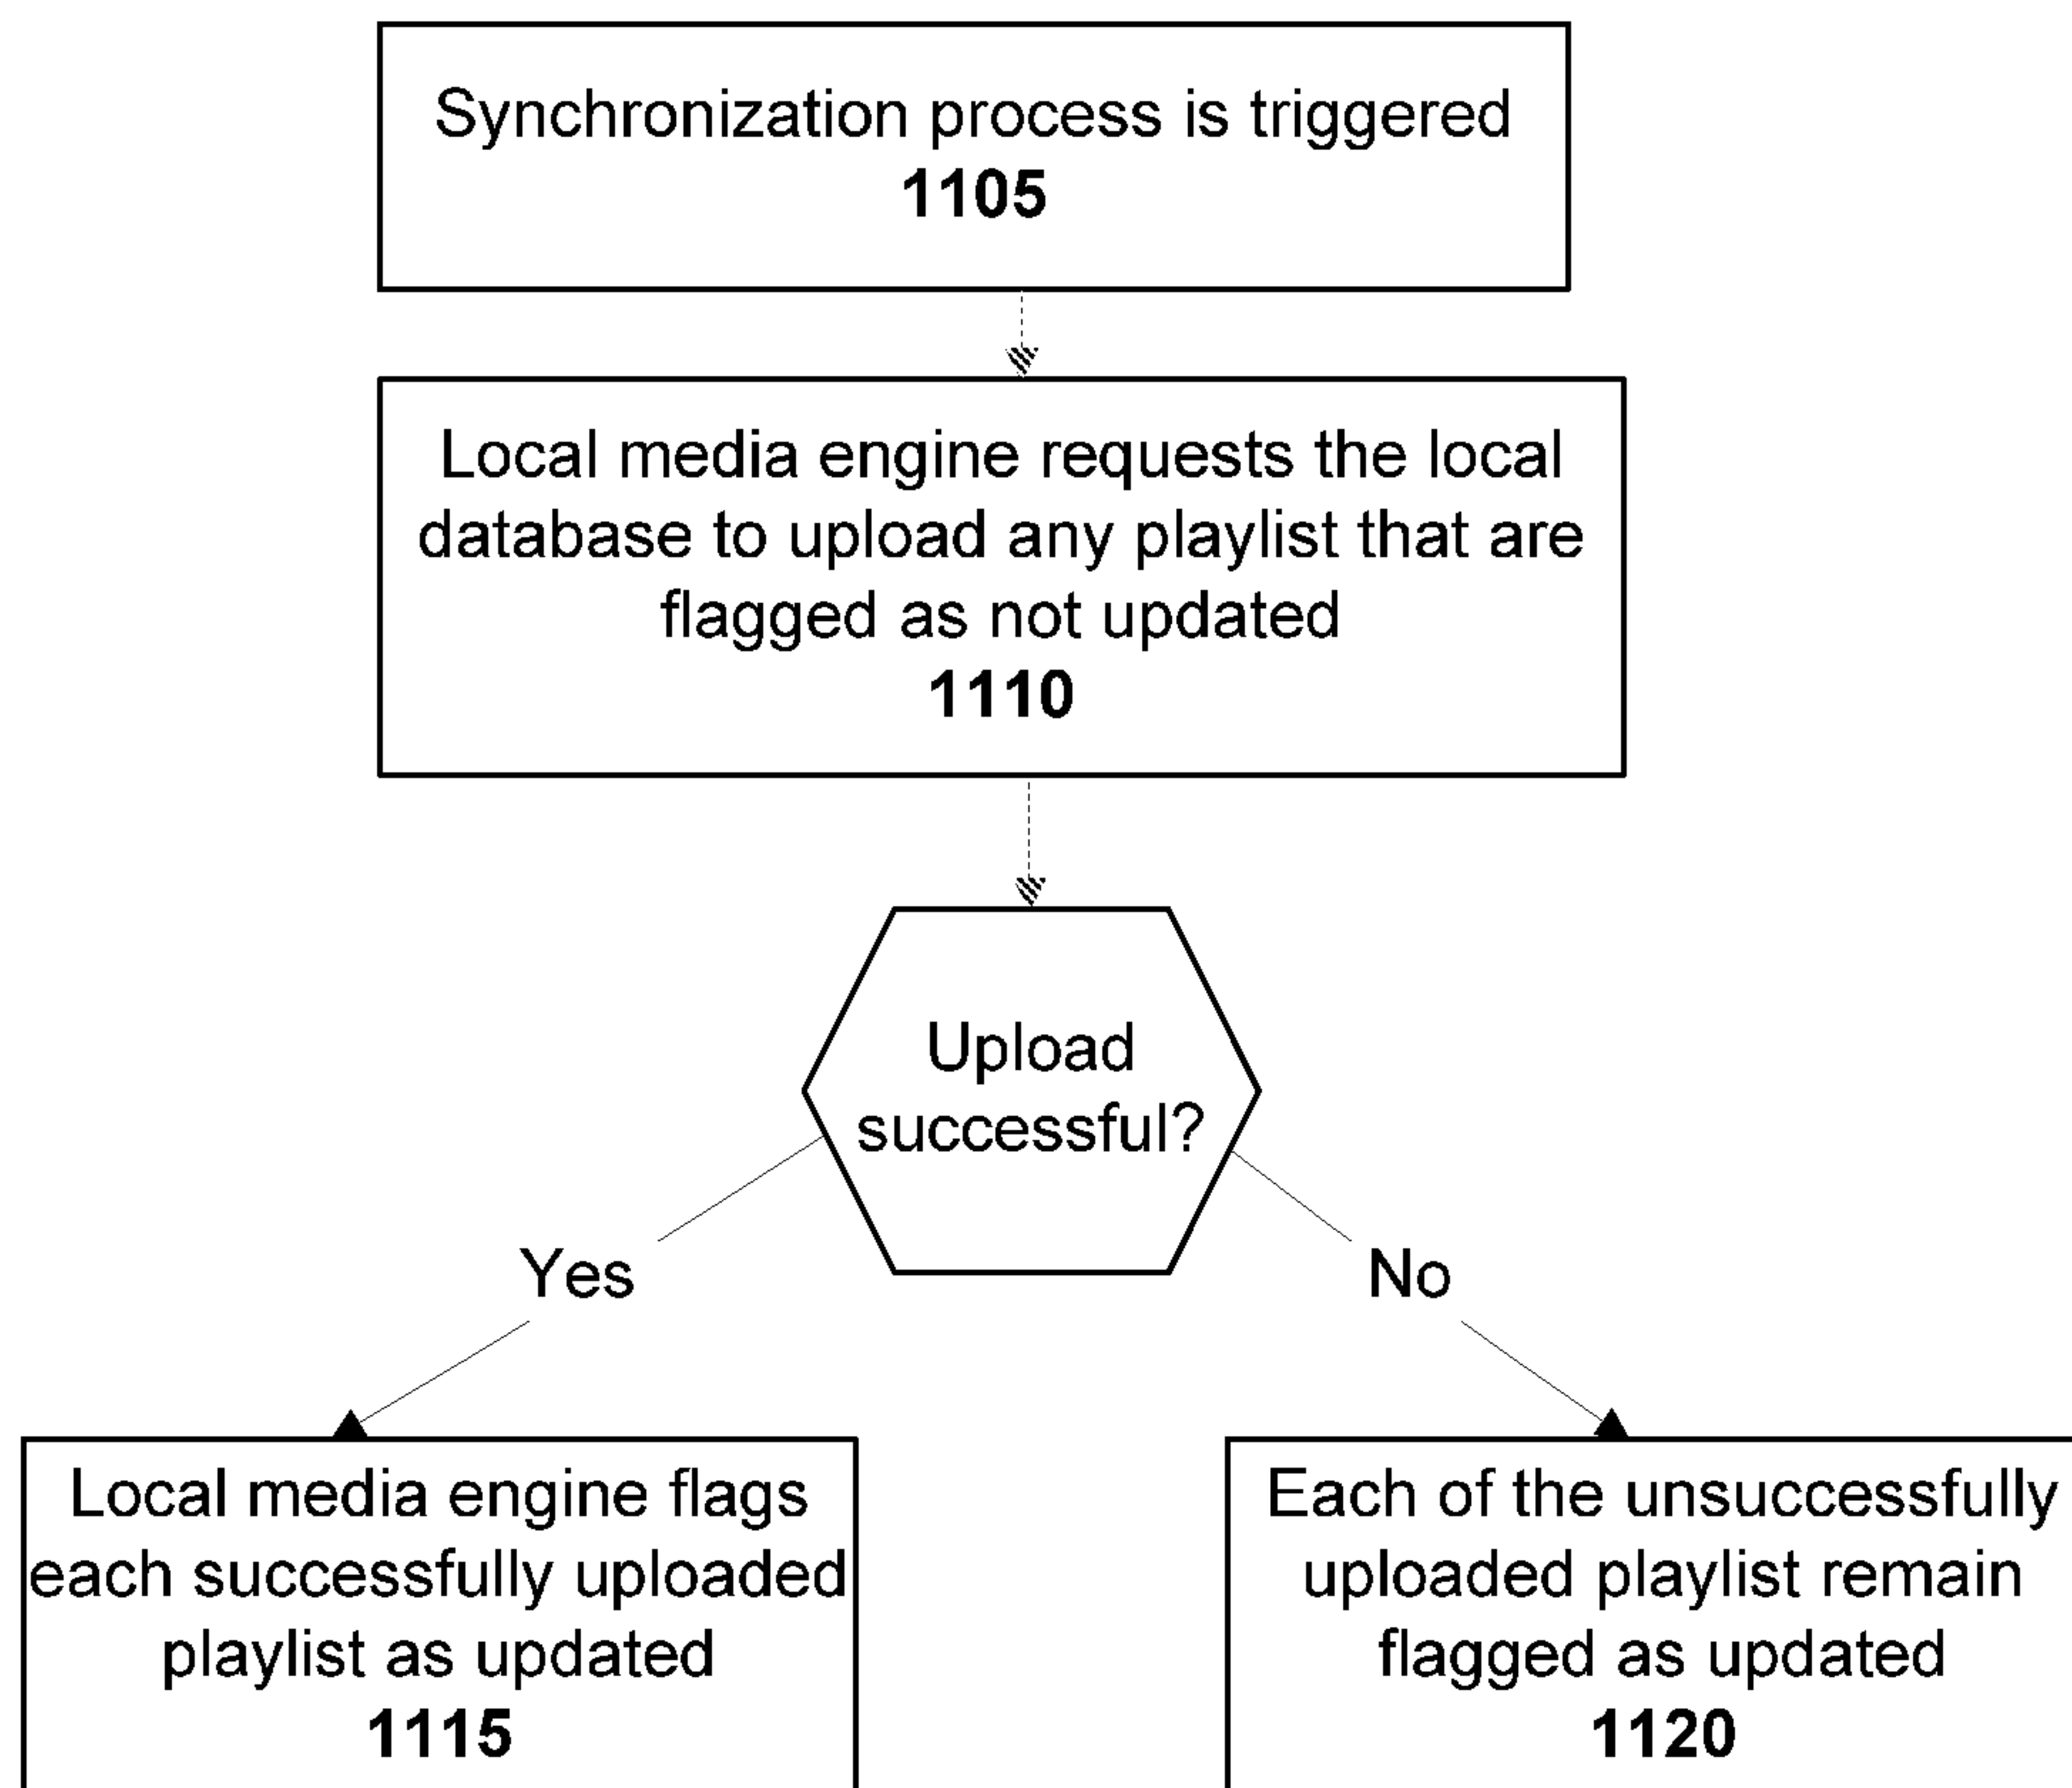 Synchronization process is triggered
1105
Local media engine requests the local
database to upload any playlist that are
flagged as not updated
1110
Upload
successful?
Yes
No
Local media engine flags
each successfully uploaded
playlist as updated
1115
Each of the unsuccessfully
uploaded playlist remain
flagged as updated
1120